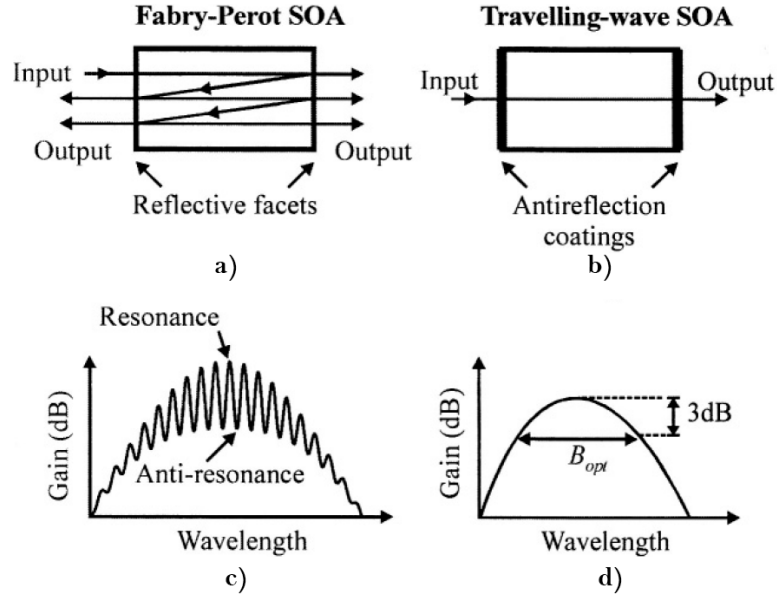 Fabry-Perot SOA
Input
Output
Output
Reflective facets
a)
Travelling-wave SOA
Input
Output
Antireflection
coatings
b)
Resonance
Anti-resonance
Gain (dB)
Wavelength
c)
3dB
B_opt
Gain (dB)
Wavelength
d)